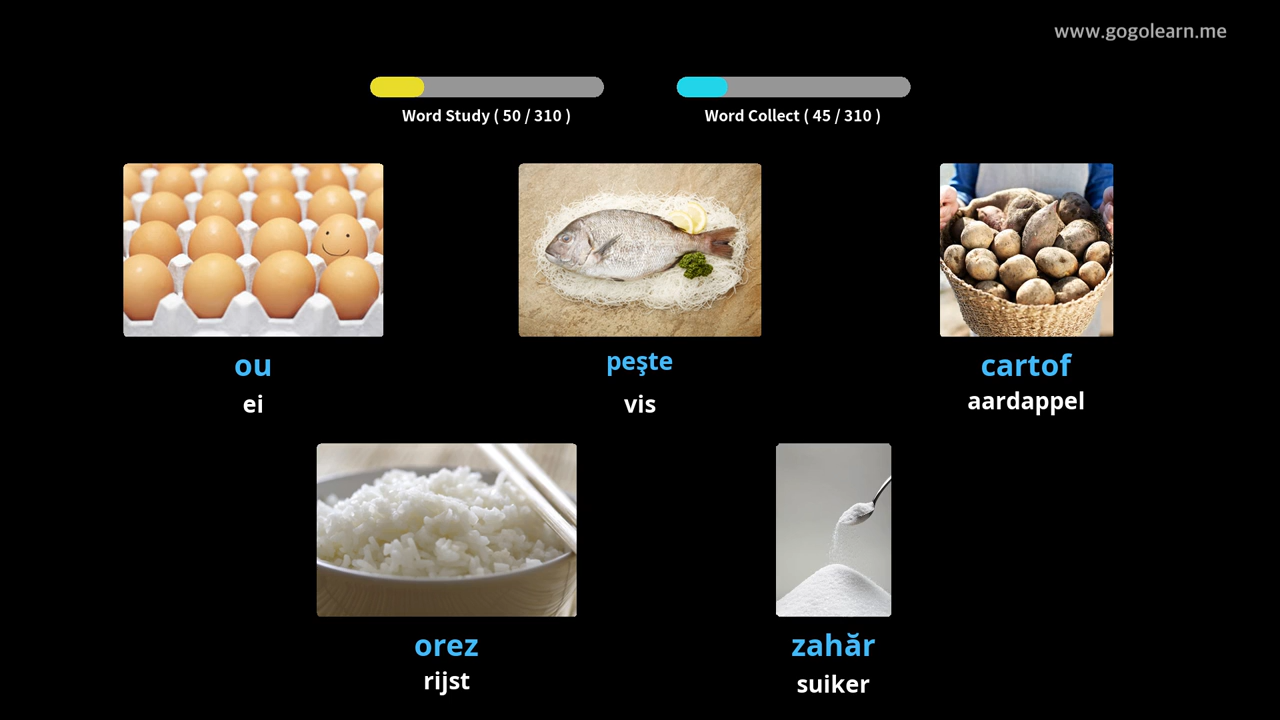 www.gogolearn.me
Word Study ( 50 / 310 )
Word Collect ( 45 / 310 )
ou
ei
peşte
vis
cartof
aardappel
orez
rijst
zahăr
suiker